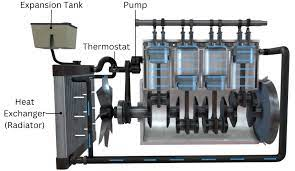 Expansion Tank
Pump
Thermostat
Heat
Exchanger
(Radiator)